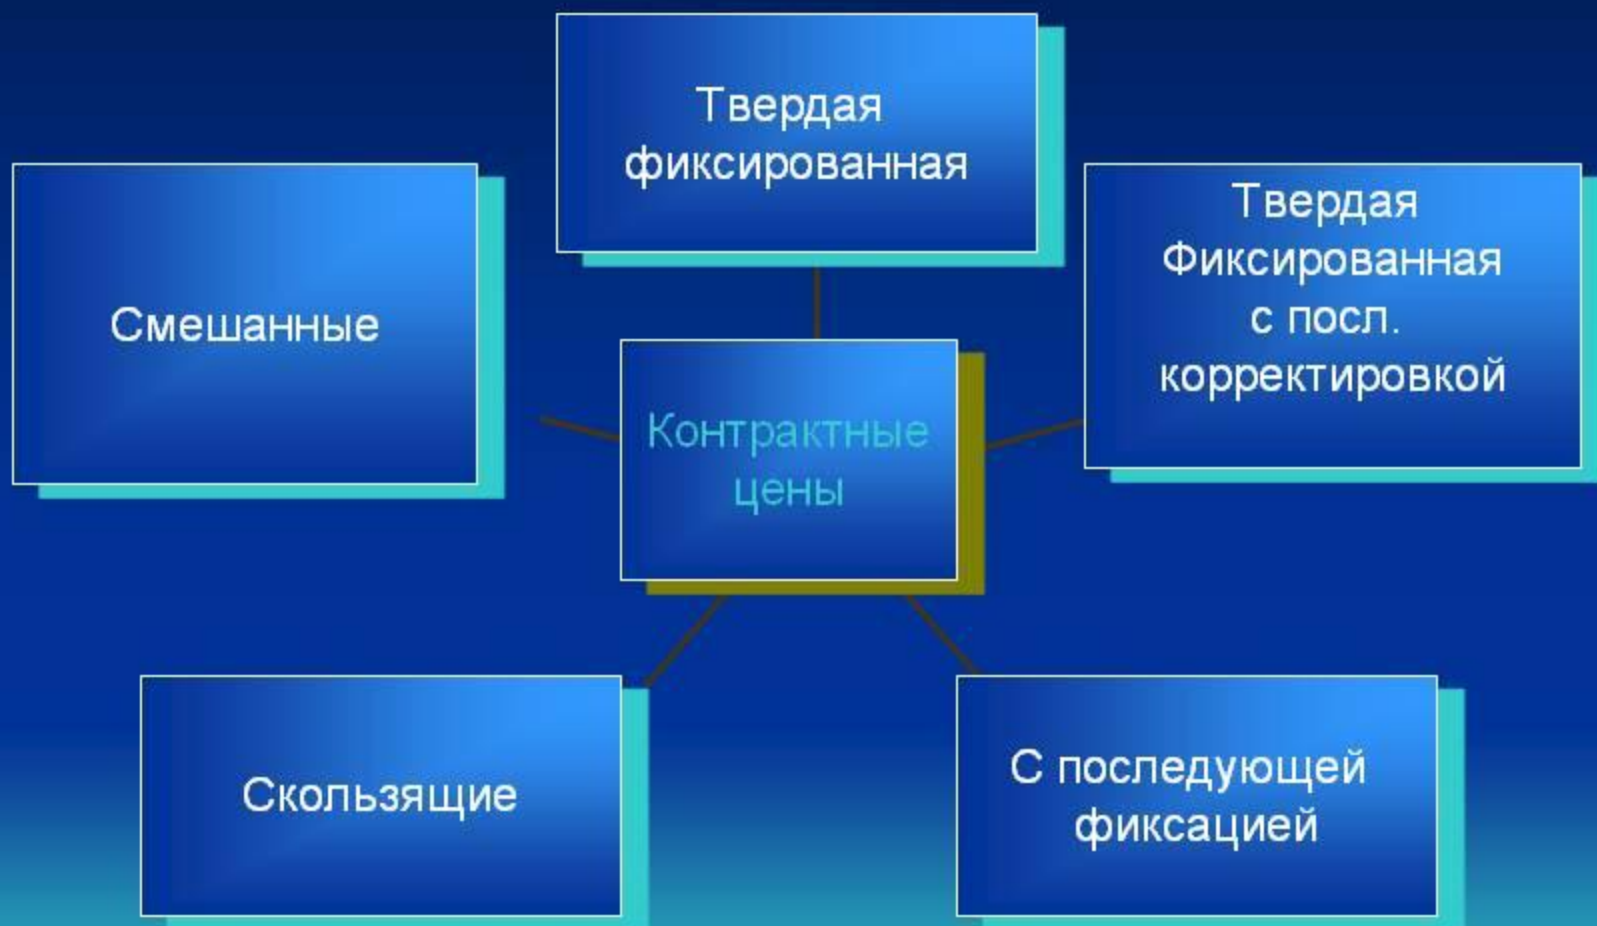 Твердая
фиксированная
Твердая
Фиксированная
с посл.
корректировкой
Смешанные
Контрактные
цены
Скользящие
С последующей
фиксацией